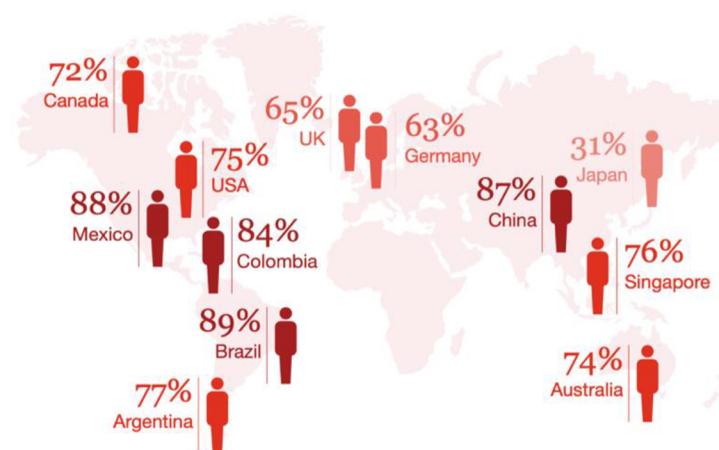 72%
Canada
75%
USA
88%
Mexico
84%
Colombia
89%
Brazil
77%
Argentina
65%
UK
63%
Germany
31%
Japan
87%
China
76%
Singapore
74%
Australia